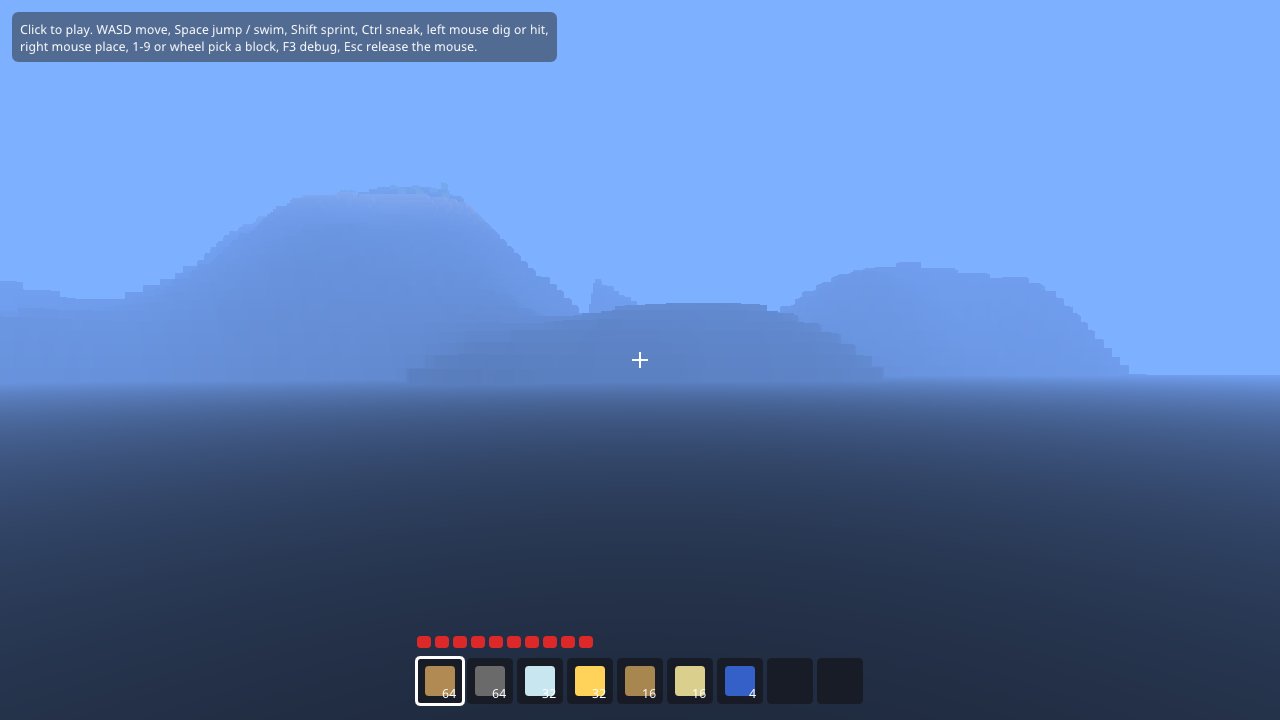 Click to play. WASD move, Space jump / swim, Shift sprint, Ctrl sneak, left mouse dig or hit,
right mouse place, 1-9 or wheel pick a block, F3 debug, Esc release the mouse.
64 64 32 32 16 16 4